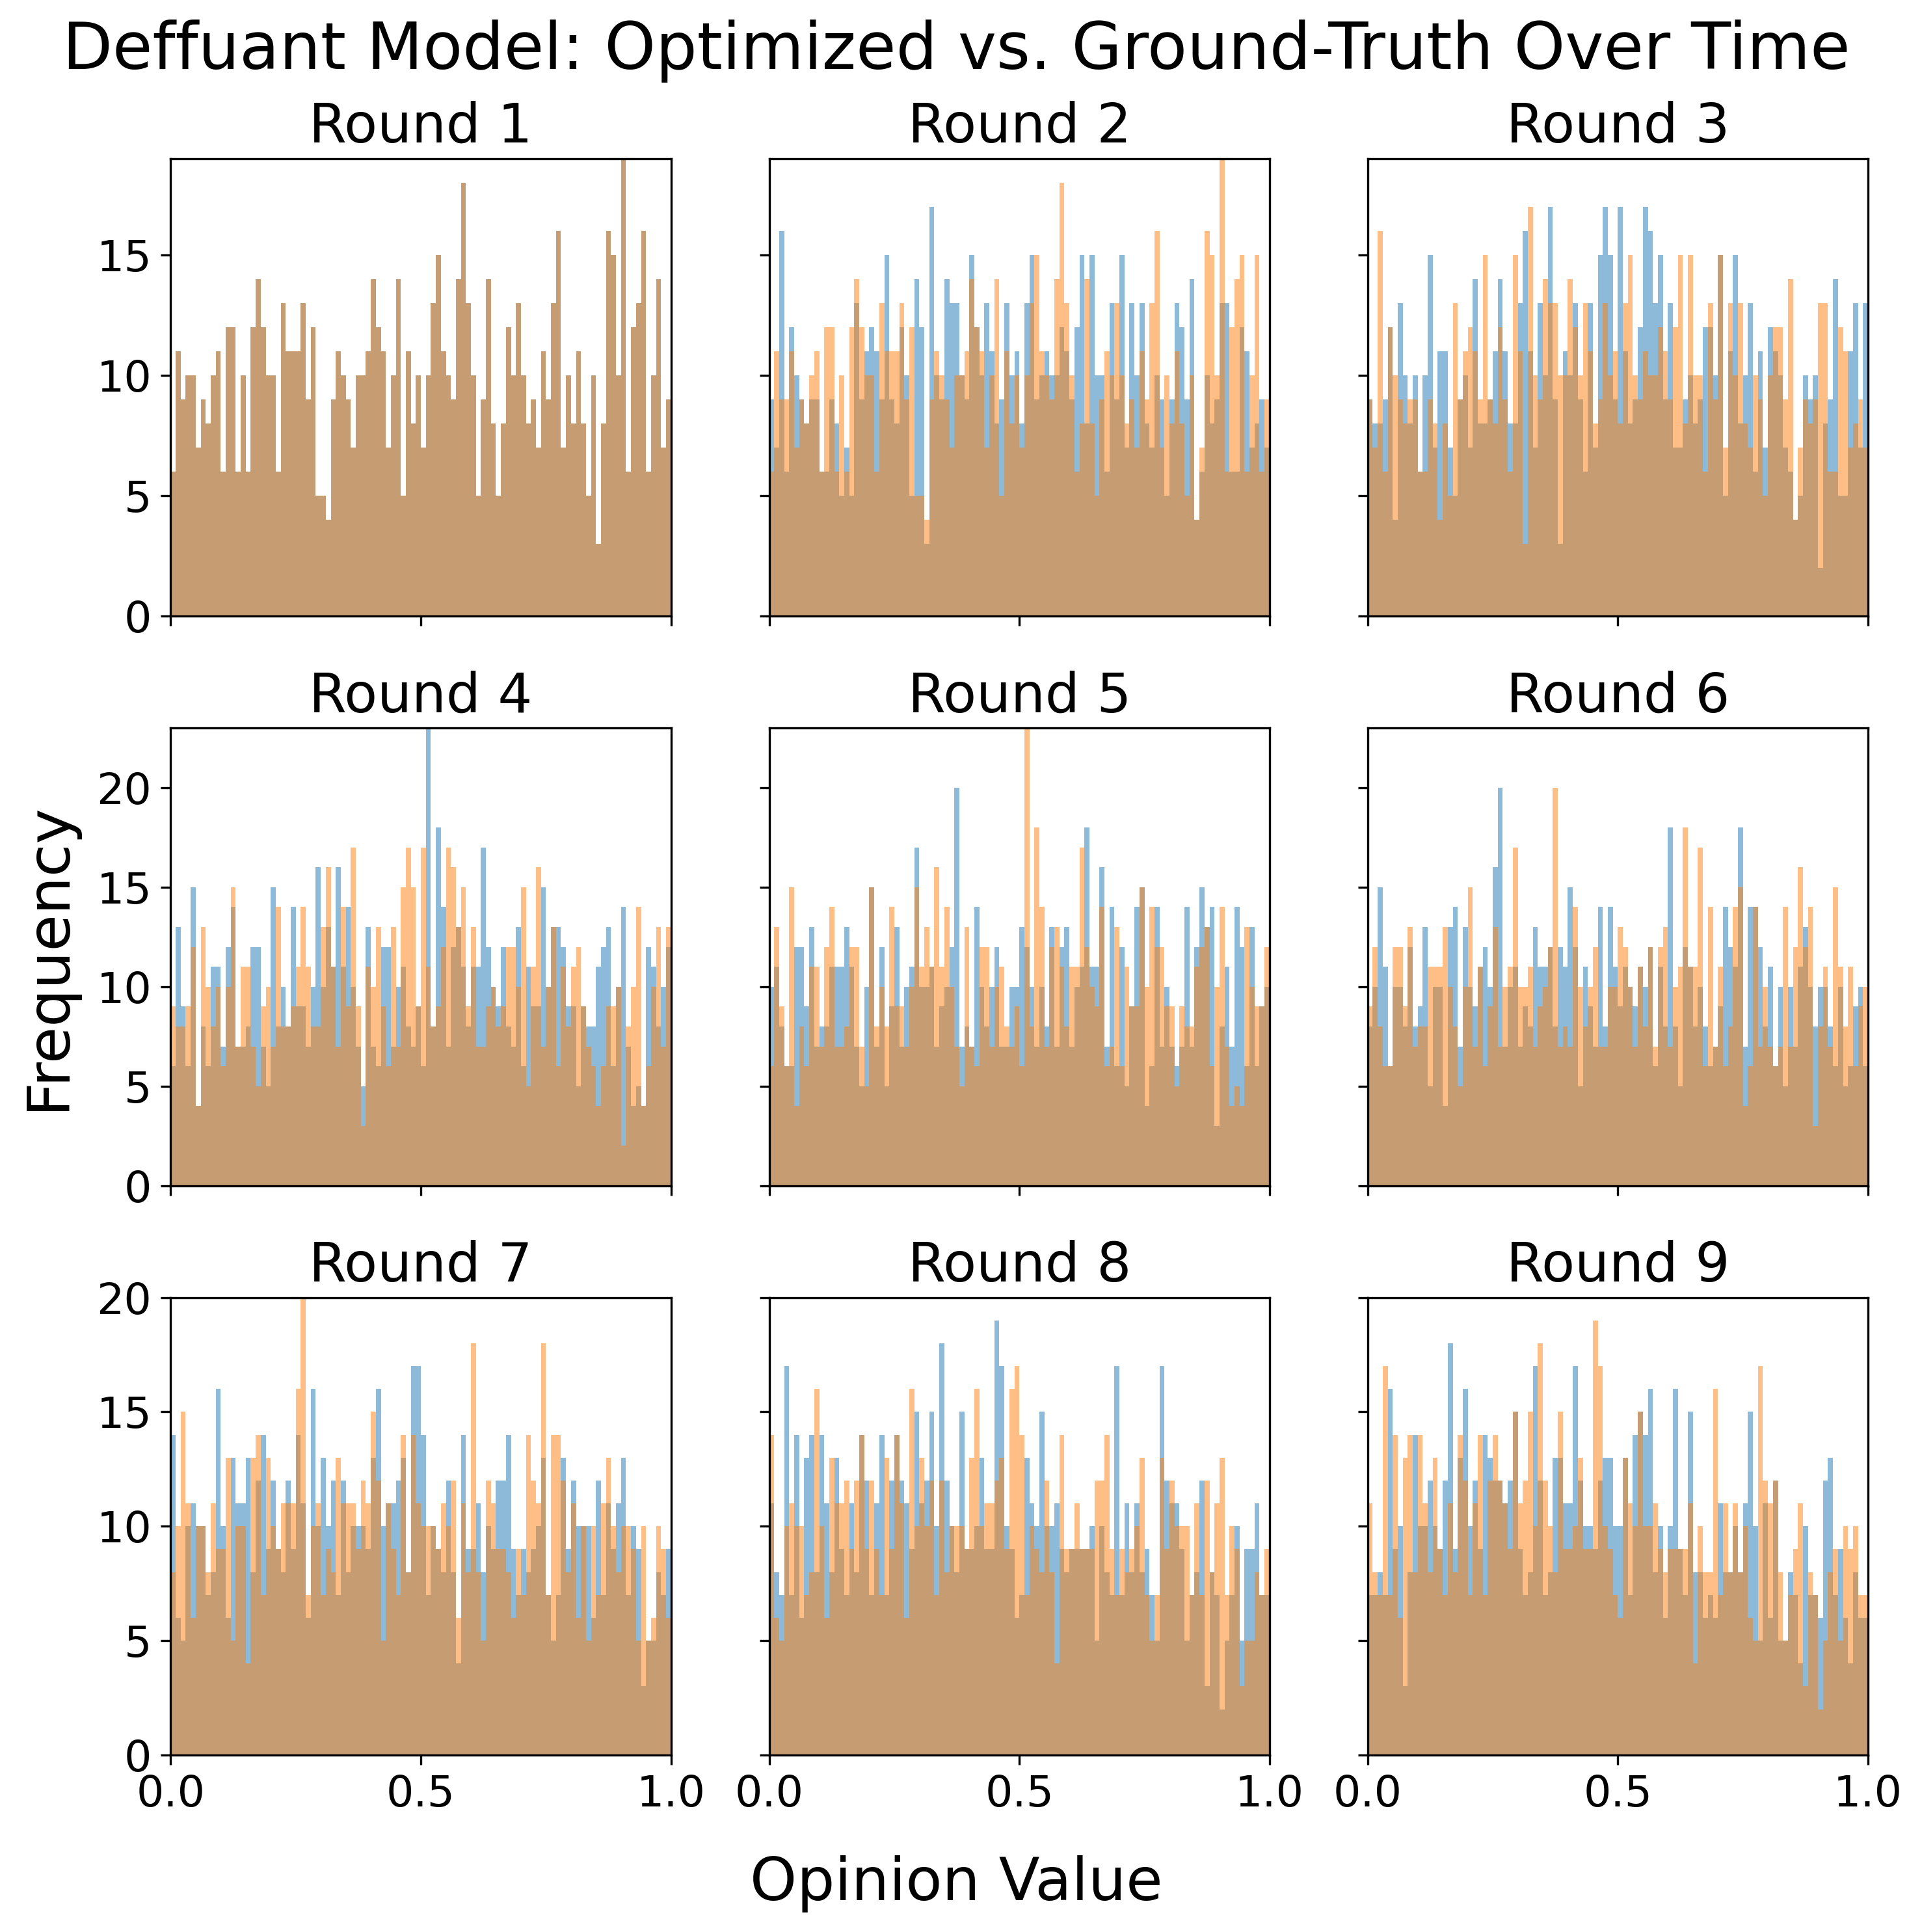 Deffuant Model: Optimized vs. Ground-Truth Over Time
Round 1
Round 2
Round 3
15
10
5
0
Round 4
Round 5
Round 6
Frequency
20
15
10
5
0
Round 7
Round 8
Round 9
20
15
10
5
0
0.0 0.5 1.0 0.0 0.5 1.0 0.0 0.5 1.0
Opinion Value